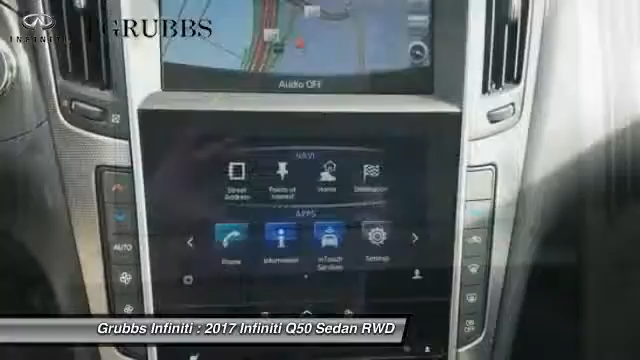 INFINITI
GRUBBS
Audio OFF
NAVI
Street Address
Points of Interest
Home
Destination
APPS
Phone
Information
InTouch Services
Settings
AUTO
ON
OFF
Grubbs Infiniti : 2017 Infiniti Q50 Sedan RWD